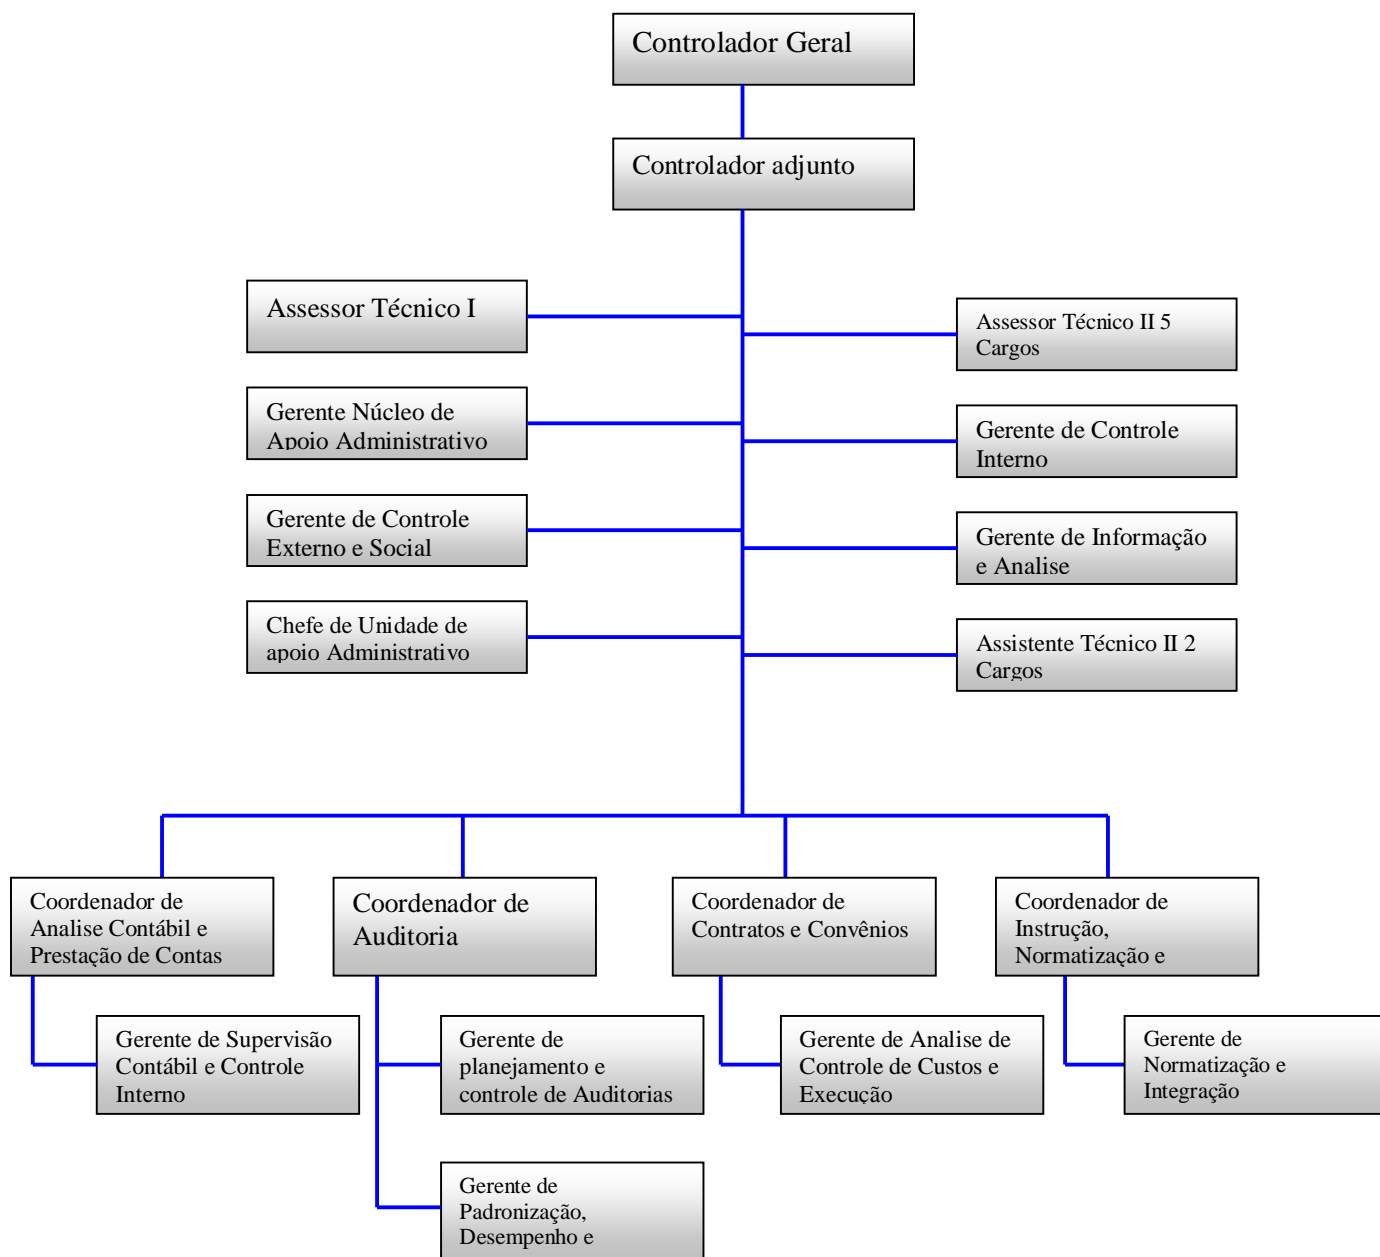 Controlador Geral
Controlador adjunto
Assessor Técnico I
Assessor Técnico II 5
Cargos
Gerente Núcleo de
Apoio Administrativo
Gerente de Controle
Interno
Gerente de Controle
Externo e Social
Gerente de Informação
e Analise
Chefe de Unidade de
apoio Administrativo
Assistente Técnico II 2
Cargos
Coordenador de
Analise Contábil e
Prestação de Contas
Coordenador de
Auditoria
Coordenador de
Contratos e Convênios
Coordenador de
Instrução,
Normatização e
Gerente de Supervisão
Contábil e Controle
Interno
Gerente de
planejamento e
controle de Auditorias
Gerente de Analise de
Controle de Custos e
Execução
Gerente de
Normatização e
Integração
Gerente de
Padronização,
Desempenho e